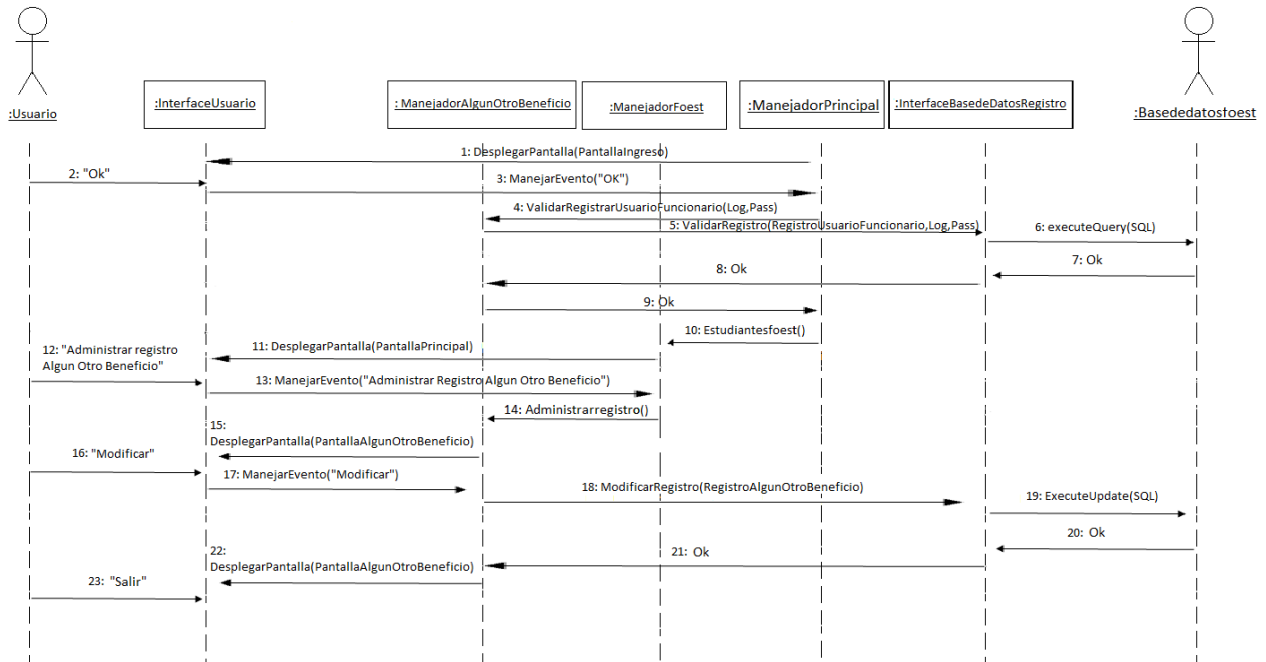 :Usuario
:InterfaceUsuario
: ManejadorAlgunOtroBeneficio
:ManejadorFoest
:ManejadorPrincipal
:InterfaceBasedeDatosRegistro
:Basededatosfoest
1: DesplegarPantalla(PantallaIngreso)
2: "Ok"
3: ManejarEvento("OK")
4: ValidarRegistrarUsuarioFuncionario(Log,Pass)
5: ValidarRegistro(RegistroUsuarioFuncionario,Log,Pass)
6: executeQuery(SQL)
7: Ok
8: Ok
9: Ok
10: Estudiantesfoest()
11: DesplegarPantalla(PantallaPrincipal)
12: "Administrar registro
Algun Otro Beneficio"
13: ManejarEvento("Administrar Registro Algun Otro Beneficio")
14: Administrarregistro()
15:
DesplegarPantalla(PantallaAlgunOtroBeneficio)
16: "Modificar"
17: ManejarEvento("Modificar")
18: ModificarRegistro(RegistroAlgunOtroBeneficio)
19: ExecuteUpdate(SQL)
20: Ok
21: Ok
22:
DesplegarPantalla(PantallaAlgunOtroBeneficio)
23: "Salir"